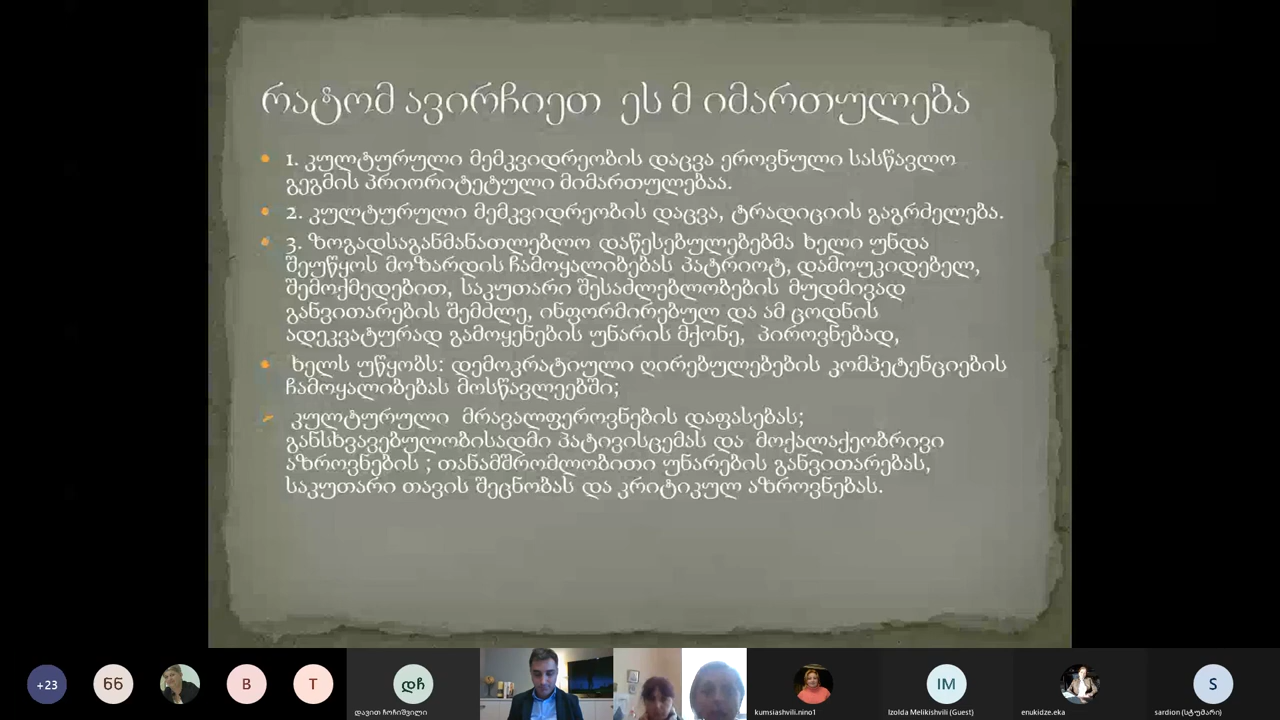 რატომ ავირჩიეთ ეს მ იმართულება
1. კულტურული მემკვიდრეობის დაცვა ეროვნული სასწავლო
გეგმის პრიორიტეტული მიმართულებაა.
2. კულტურული მემკვიდრეობის დაცვა, ტრადიციის გაგრძელება.
3. ზოგადსაგანმანათლებლო დაწესებულებებმა ხელი უნდა
შეუწყოს მოზარდის ჩამოყალიბებას პატრიოტ, დამოუკიდებელ,
შემოქმედებით, საკუთარი შესაძლებლობების მუდმივად
განვითარების შემძლე, ინფორმირებულ და ამ ცოდნის
ადეკვატურად გამოყენების უნარის მქონე, პიროვნებად,
ხელს უწყობს: დემოკრატიული ღირებულებების კომპეტენციების
ჩამოყალიბებას მოსწავლეებში;
კულტურული მრავალფეროვნების დაფასებას;
განსხვავებულობისადმი პატივისცემას და მოქალაქეობრივი
აზროვნების ; თანამშრომლობითი უნარების განვითარებას,
საკუთარი თავის შეცნობას და კრიტიკულ აზროვნებას.
+23
ნნ
B
T
დჩ
IM
S
დავით ჩოჩიშვილი
kumsiashvili.nino1
Izolda Melikishvili (Guest)
enukidze.eka
sardion (სტუმარი)